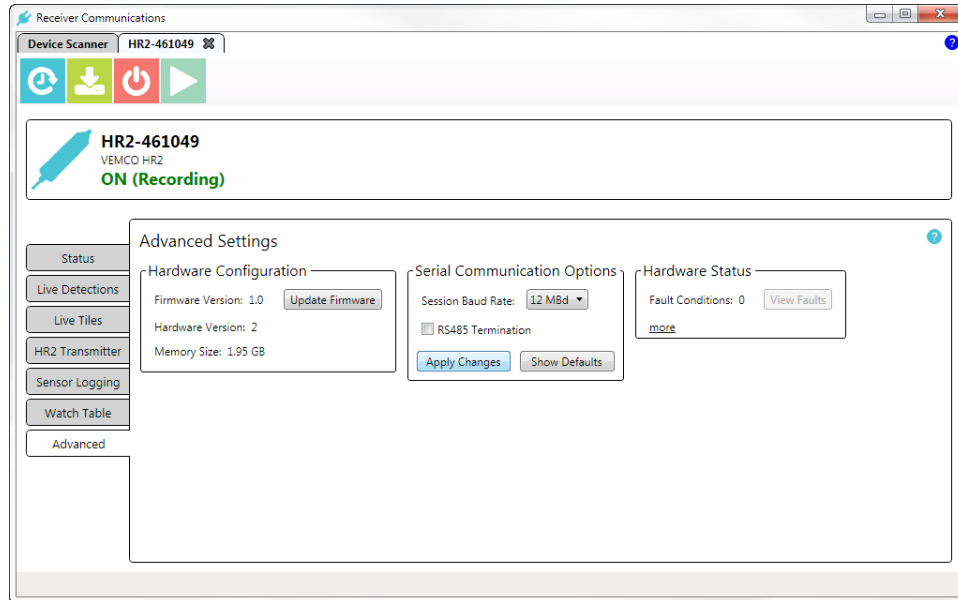 Receiver Communications
Device Scanner
HR2-461049
?
HR2-461049
VEMCO HR2
ON (Recording)
Status
Live Detections
Live Tiles
HR2 Transmitter
Sensor Logging
Watch Table
Advanced
Advanced Settings
?
Hardware Configuration
Firmware Version: 1.0
Update Firmware
Hardware Version: 2
Memory Size: 1.95 GB
Serial Communication Options
Session Baud Rate: 12 MBd
RS485 Termination
Apply Changes
Show Defaults
Hardware Status
Fault Conditions: 0
View Faults
more